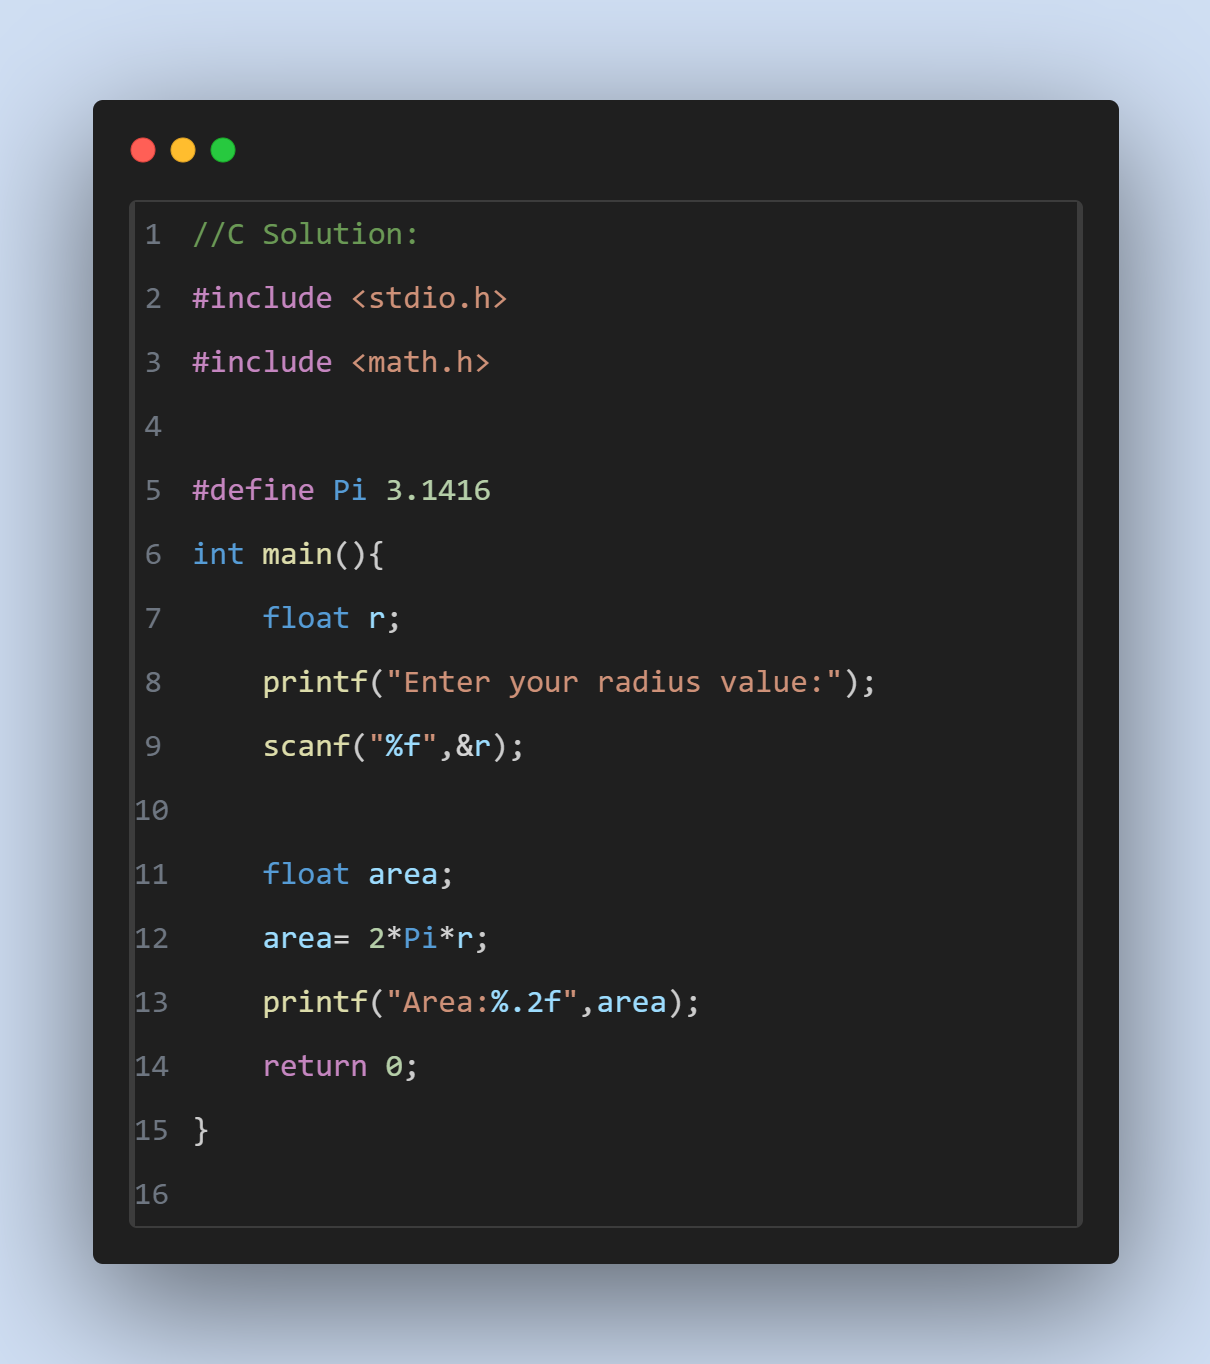 1 //C Solution:
2 #include <stdio.h>
3 #include <math.h>
4
5 #define Pi 3.1416
6 int main(){
7     float r;
8     printf("Enter your radius value:");
9     scanf("%f",&r);
10
11     float area;
12     area= 2*Pi*r;
13     printf("Area:%.2f",area);
14     return 0;
15 }
16